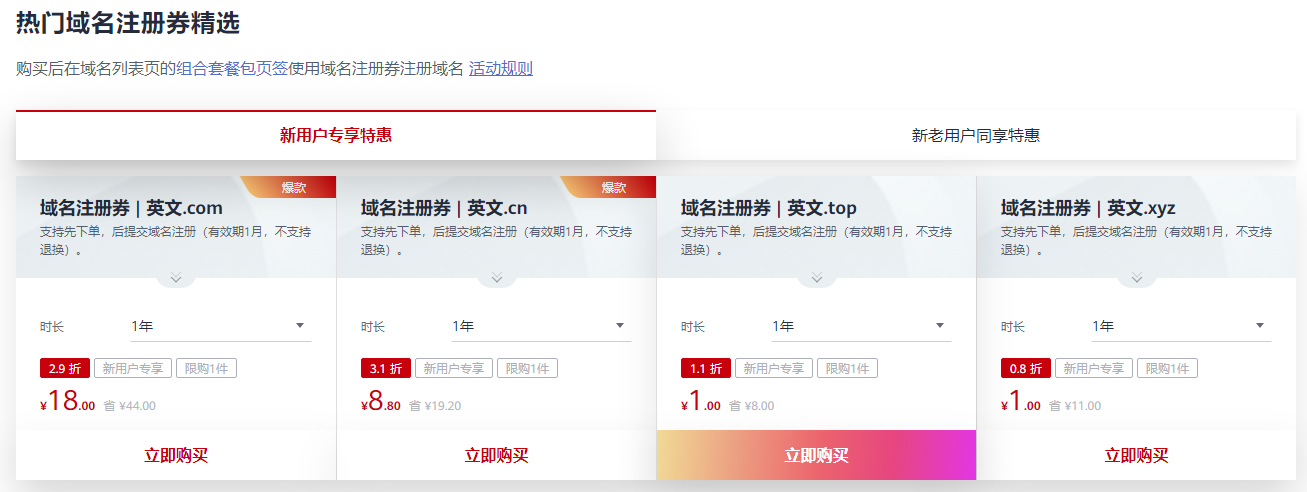 热门域名注册券精选
购买后在域名列表页的组合套餐包页签使用域名注册券注册域名 活动规则
新用户专享特惠
新老用户同享特惠
爆款
域名注册券 | 英文.com
支持先下单，后提交域名注册（有效期1月，不支持
退换）。
时长 1年
2.9 折 新用户专享 限购1件
¥18.00 省 ¥44.00
立即购买
爆款
域名注册券 | 英文.cn
支持先下单，后提交域名注册（有效期1月，不支持
退换）。
时长 1年
3.1 折 新用户专享 限购1件
¥8.80 省 ¥19.20
立即购买
域名注册券 | 英文.top
支持先下单，后提交域名注册（有效期1月，不支持
退换）。
时长 1年
1.1 折 新用户专享 限购1件
¥1.00 省 ¥8.00
立即购买
域名注册券 | 英文.xyz
支持先下单，后提交域名注册（有效期1月，不支持
退换）。
时长 1年
0.8 折 新用户专享 限购1件
¥1.00 省 ¥11.00
立即购买